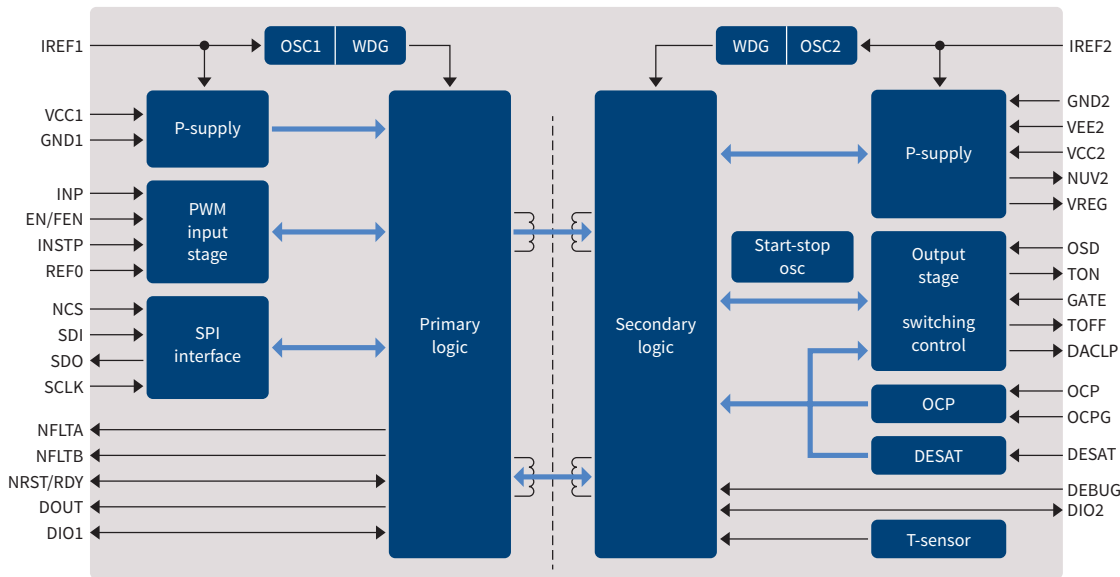 IREF1
OSC1
WDG
WDG
OSC2
IREF2
VCC1
GND1
P-supply
INP
EN/FEN
INSTP
REF0
PWM
input
stage
NCS
SDI
SDO
SCLK
SPI
interface
NFLTA
NFLTB
NRST/RDY
DOUT
DIO1
Primary
logic
Secondary
logic
P-supply
GND2
VEE2
VCC2
NUV2
VREG
Start-stop
osc
Output
stage
switching
control
OSD
TON
GATE
TOFF
DACLP
OCP
OCP
OCPG
DESAT
DESAT
DEBUG
DIO2
T-sensor